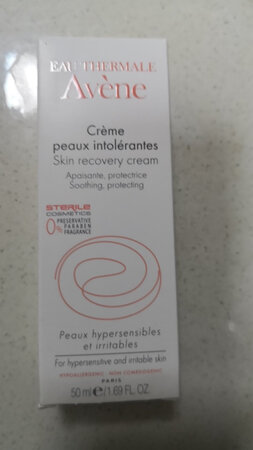 EAU THERMALE
Avène
Crème
peaux intolérantes
Skin recovery cream
Apaisante, protectrice
Soothing, protecting
STERILE
COSMETICS
0% PRESERVATIVE
PARABEN
FRAGRANCE
Peaux hypersensibles
et irritables
For hypersensitive and irritable skin
HYPOALLERGENIC - NON COMEDOGENIC
PARIS
50 ml e/1.69 FL. OZ.